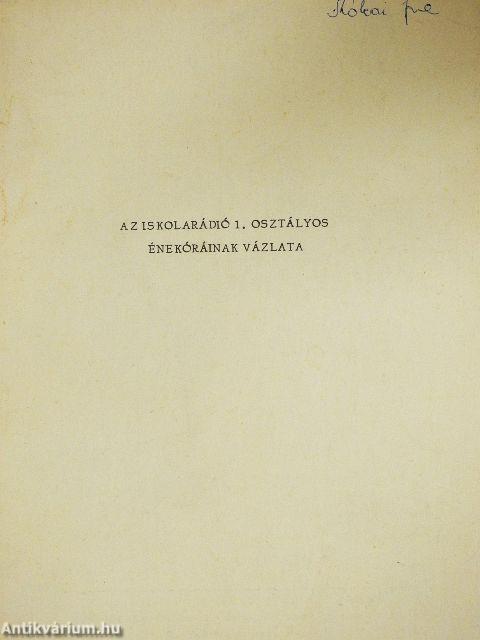 AZ ISKOLARÁDIÓ 1. OSZTÁLYOS
ÉNEKÓRÁINAK VÁZLATA
Antikvárium.hu